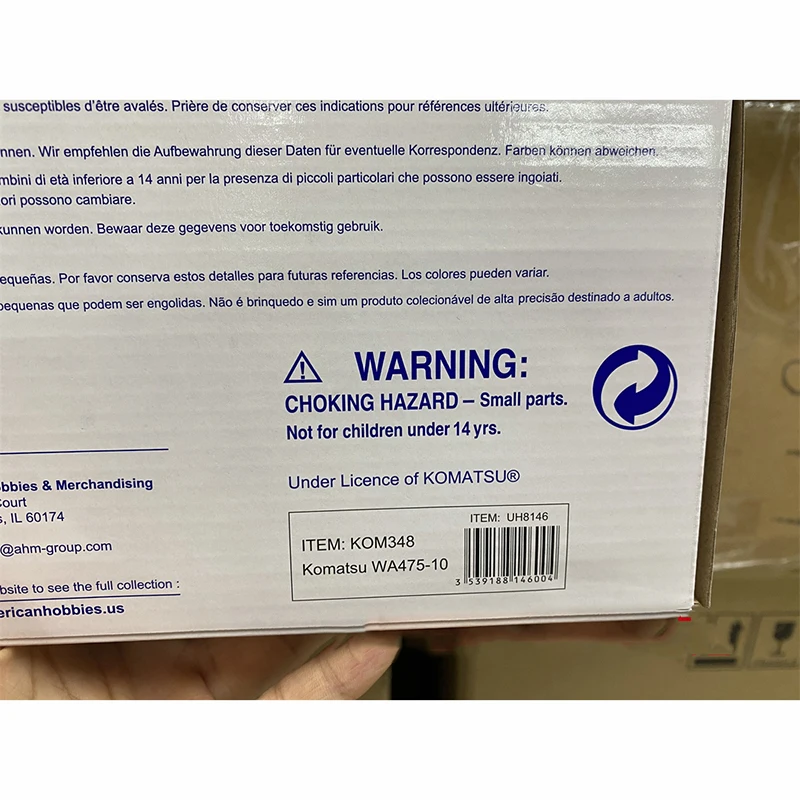 susceptibles d'être avalés. Prière de conserver ces indications pour références ultérieures.
nnen. Wir empfehlen die Aufbewahrung dieser Daten für eventuelle Korrespondenz. Farben können abweichen.
mbini di età inferiore a 14 anni per la presenza di piccoli particolari che possono essere ingoiati.
ori possono cambiare.
kunnen worden. Bewaar deze gegevens voor toekomstig gebruik.
equeñas. Por favor conserva estos detalles para futuras referencias. Los colores pueden variar.
pequenas que podem ser engolidas. Não é brinquedo e sim um produto colecionável de alta precisão destinado a adultos.
WARNING:
CHOKING HAZARD – Small parts.
Not for children under 14 yrs.
obbies & Merchandising
Court
s, IL 60174
@ahm-group.com
bsite to see the full collection :
ericanhobbies.us
Under Licence of KOMATSU®
ITEM: KOM348
Komatsu WA475-10
ITEM: UH8146
3 539188 146004